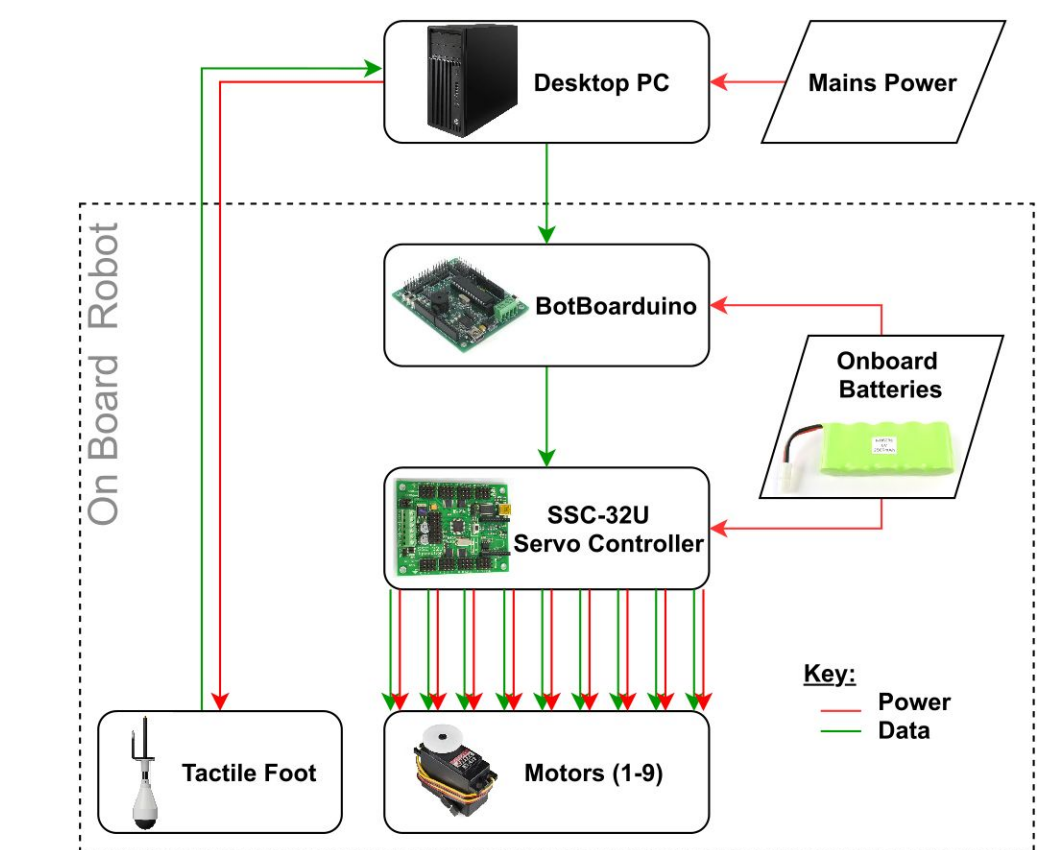 Desktop PC
Mains Power
On Board Robot
BotBoarduino
Onboard
Batteries
SSC-32U
Servo Controller
Key:
Power
Data
Tactile Foot
Motors (1-9)